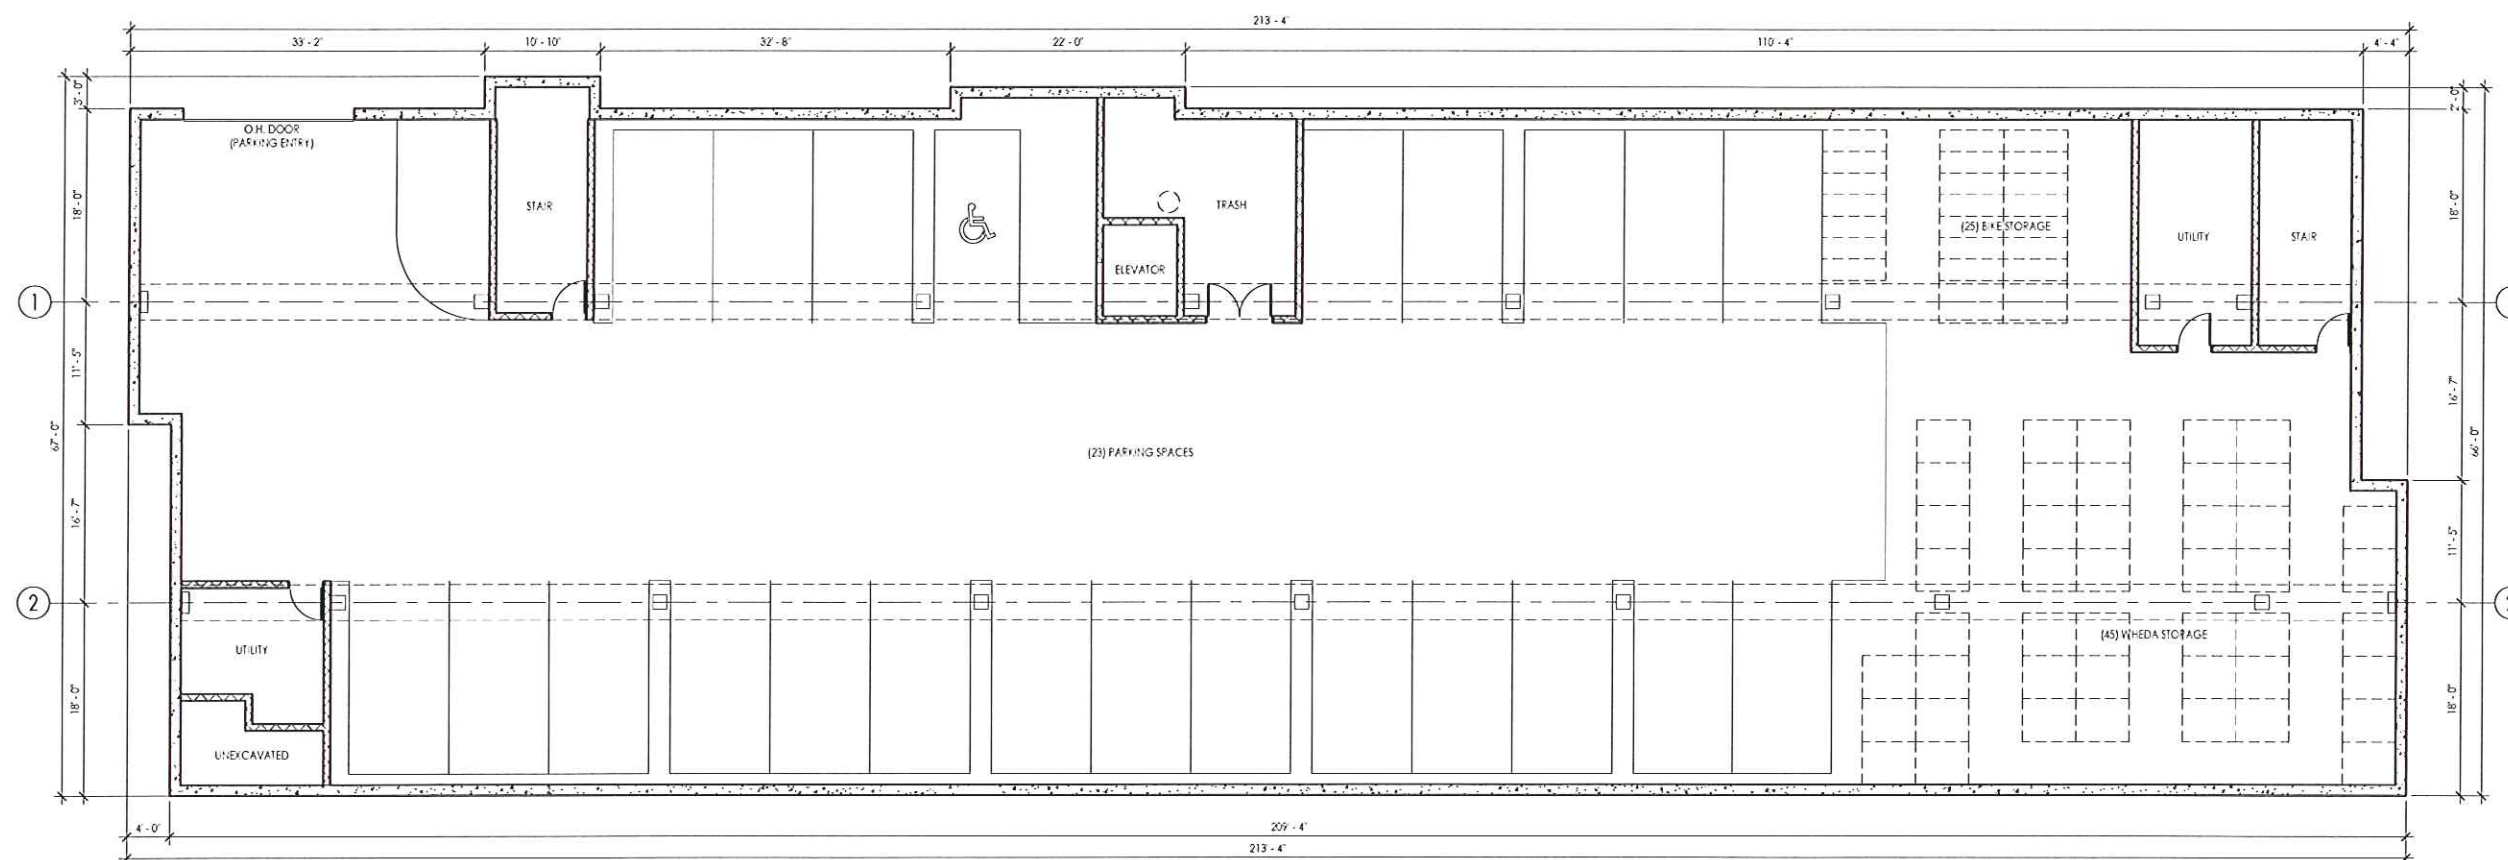 213'-4"
33'-2"
10'-10"
32'-8"
22'-0"
110'-4"
4'-4"
3'-0"
2'-0"
O.H. DOOR
(PARKING ENTRY)
18'-0"
STAIR
TRASH
(25) BIKE STORAGE
UTILITY
STAIR
18'-0"
ELEVATOR
1
11'-5"
16'-7"
67'-0"
(23) PARKING SPACES
66'-0"
16'-7"
11'-5"
2
UTILITY
(45) WHEDA STORAGE
18'-0"
18'-0"
UNEXCAVATED
4'-0"
209'-4"
213'-4"